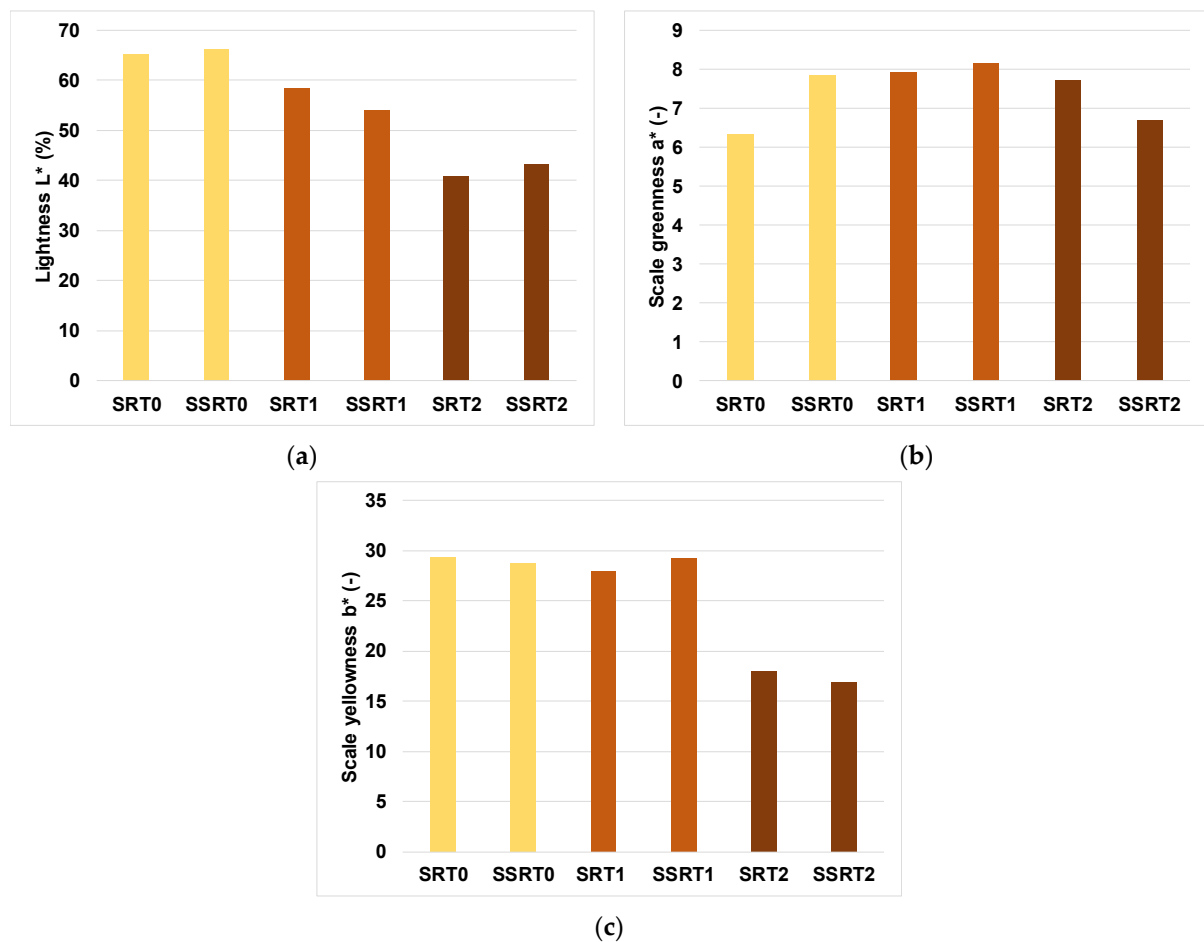 Lightness L* (%)
70
60
50
40
30
20
10
0
SRT0 SSRT0 SRT1 SSRT1 SRT2 SSRT2
(a)
Scale greenness a* (-)
9
8
7
6
5
4
3
2
1
0
SRT0 SSRT0 SRT1 SSRT1 SRT2 SSRT2
(b)
Scale yellowness b* (-)
35
30
25
20
15
10
5
0
SRT0 SSRT0 SRT1 SSRT1 SRT2 SSRT2
(c)